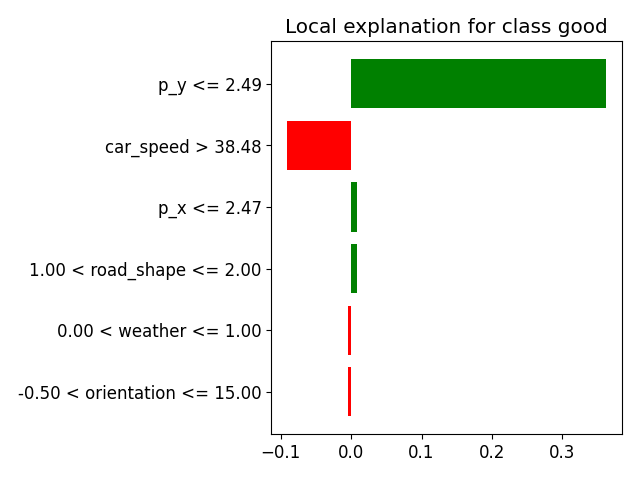 Local explanation for class good
p_y <= 2.49
car_speed > 38.48
p_x <= 2.47
1.00 < road_shape <= 2.00
0.00 < weather <= 1.00
-0.50 < orientation <= 15.00
−0.1 0.0 0.1 0.2 0.3